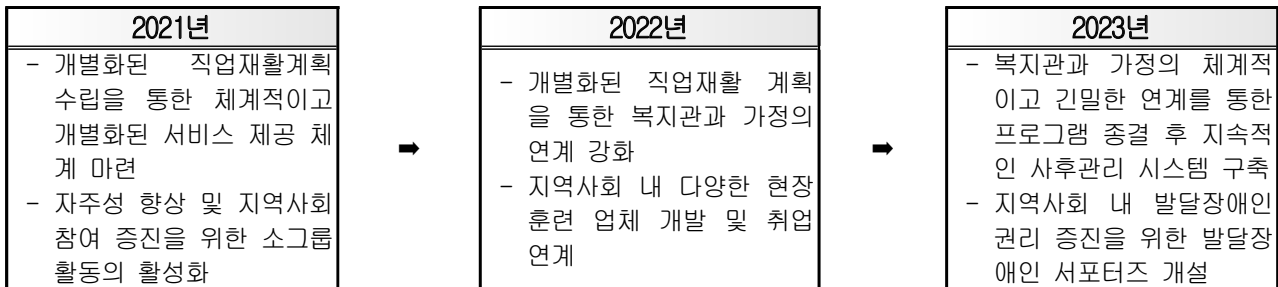 2021년
- 개별화된 직업재활계획
수립을 통한 체계적이고
개별화된 서비스 제공 체
계 마련
- 자주성 향상 및 지역사회
참여 증진을 위한 소그룹
활동의 활성화
➡
2022년
- 개별화된 직업재활 계획
을 통한 복지관과 가정의
연계 강화
- 지역사회 내 다양한 현장
훈련 업체 개발 및 취업
연계
➡
2023년
- 복지관과 가정의 체계적
이고 긴밀한 연계를 통한
프로그램 종결 후 지속적
인 사후관리 시스템 구축
- 지역사회 내 발달장애인
권리 증진을 위한 발달장
애인 서포터즈 개설